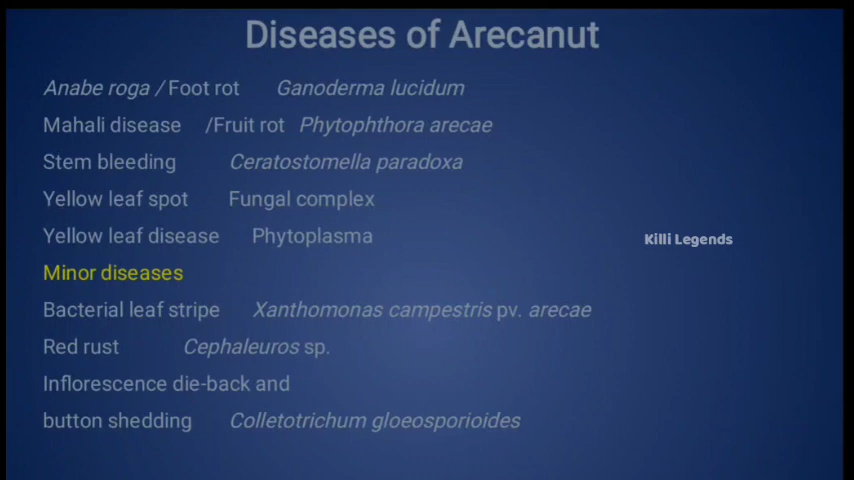 Diseases of Arecanut
Anabe roga / Foot rot Ganoderma lucidum
Mahali disease /Fruit rot Phytophthora arecae
Stem bleeding Ceratostomella paradoxa
Yellow leaf spot Fungal complex
Yellow leaf disease Phytoplasma
Killi Legends
Minor diseases
Bacterial leaf stripe Xanthomonas campestris pv. arecae
Red rust Cephaleuros sp.
Inflorescence die-back and
button shedding Colletotrichum gloeosporioides